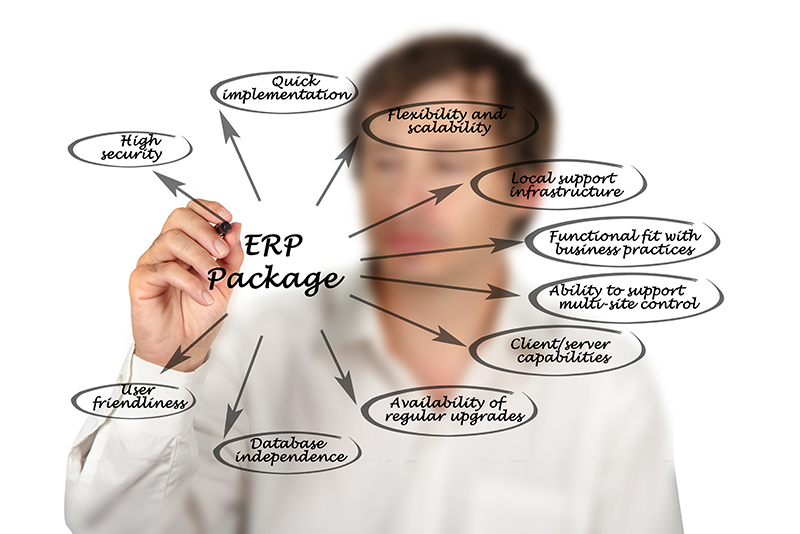 Quick
implementation
Flexibility and
scalability
High
security
Local support
infrastructure
ERP
Package
Functional fit with
business practices
Ability to support
multi-site control
Client/server
capabilities
User
friendliness
Availability of
regular upgrades
Database
independence